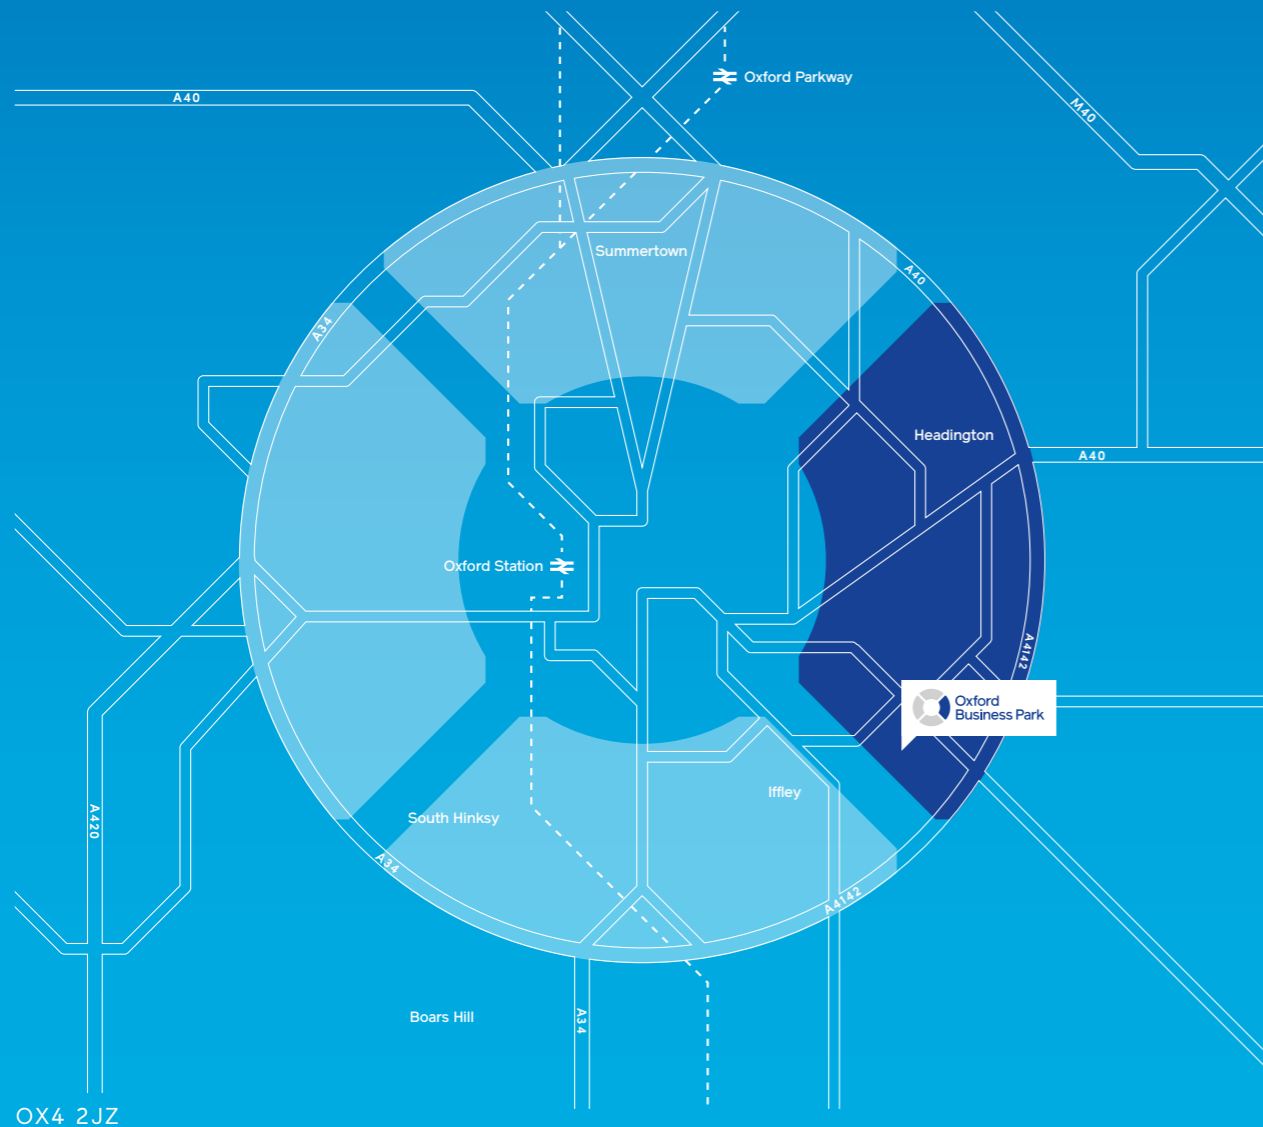 Oxford Parkway
A40
M40
Summertown
A40
A34
Headington
A40
Oxford Station
A4142
Oxford
Business Park
Iffley
South Hinksy
A420
A34
A4142
Boars Hill
A34
OX4 2JZ